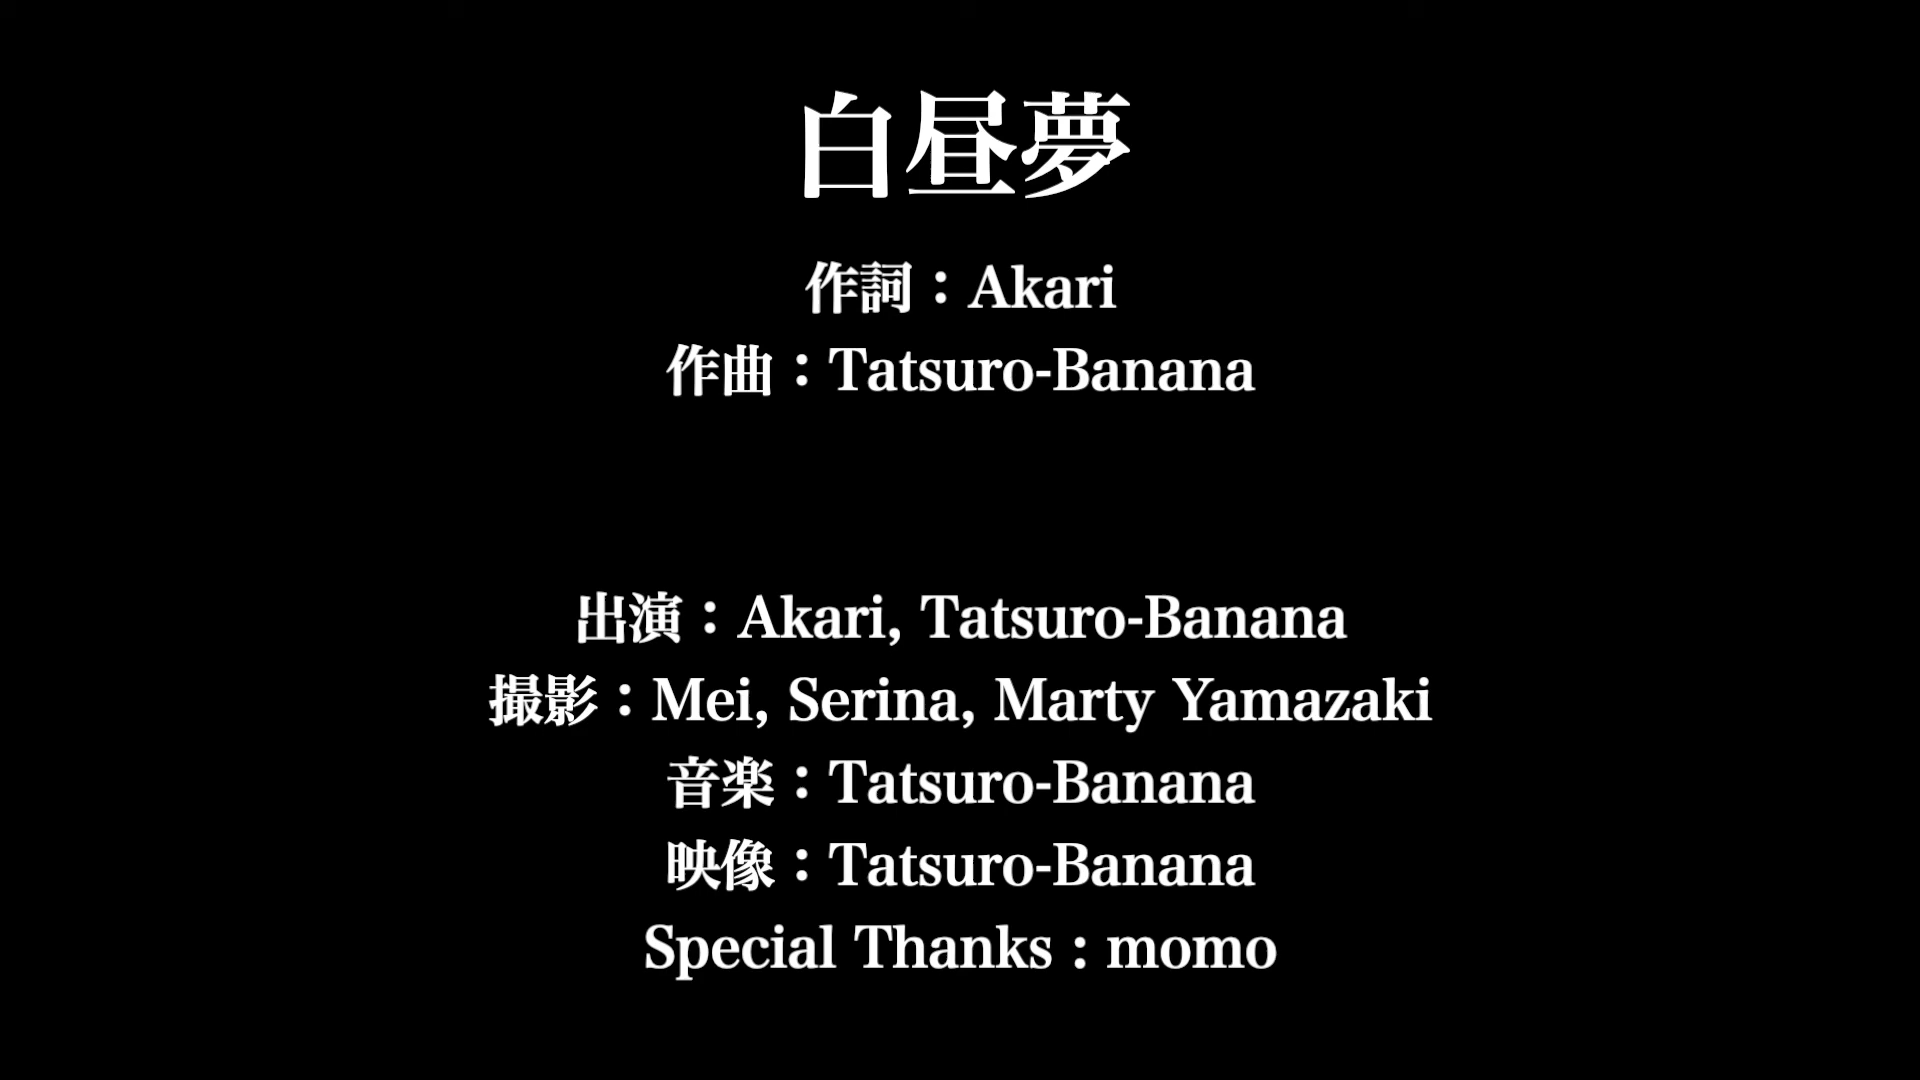 白昼夢
作詞：Akari
作曲：Tatsuro-Banana
出演：Akari, Tatsuro-Banana
撮影：Mei, Serina, Marty Yamazaki
音楽：Tatsuro-Banana
映像：Tatsuro-Banana
Special Thanks : momo